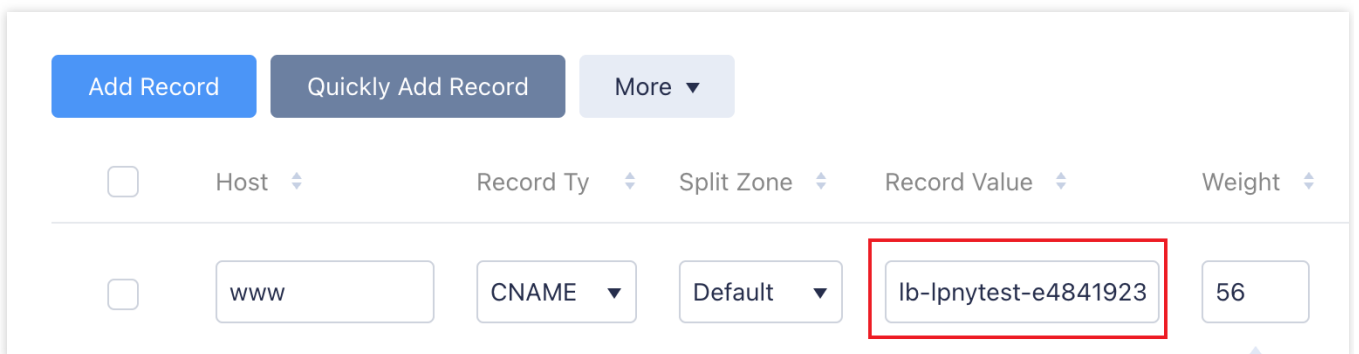 Add Record Quickly Add Record More
Host Record Ty Split Zone Record Value Weight
www CNAME Default lb-lpnytest-e4841923 56